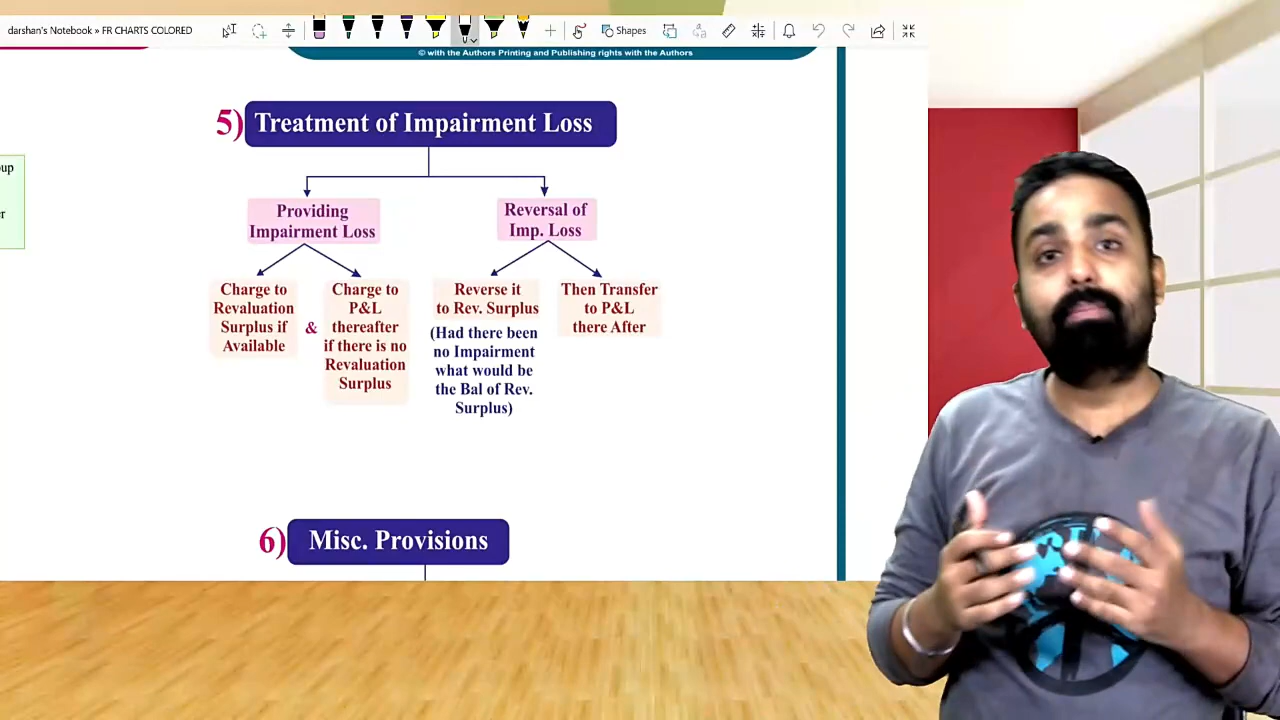 darshan's Notebook » FR CHARTS COLORED
Shapes
© with the Authors Printing and Publishing rights with the Authors
oup
er
5) Treatment of Impairment Loss
Providing
Impairment Loss
Reversal of
Imp. Loss
Charge to
Revaluation
Surplus if
Available
&
Charge to
P&L
thereafter
if there is no
Revaluation
Surplus
Reverse it
to Rev. Surplus
(Had there been
no Impairment
what would be
the Bal of Rev.
Surplus)
Then Transfer
to P&L
there After
6) Misc. Provisions